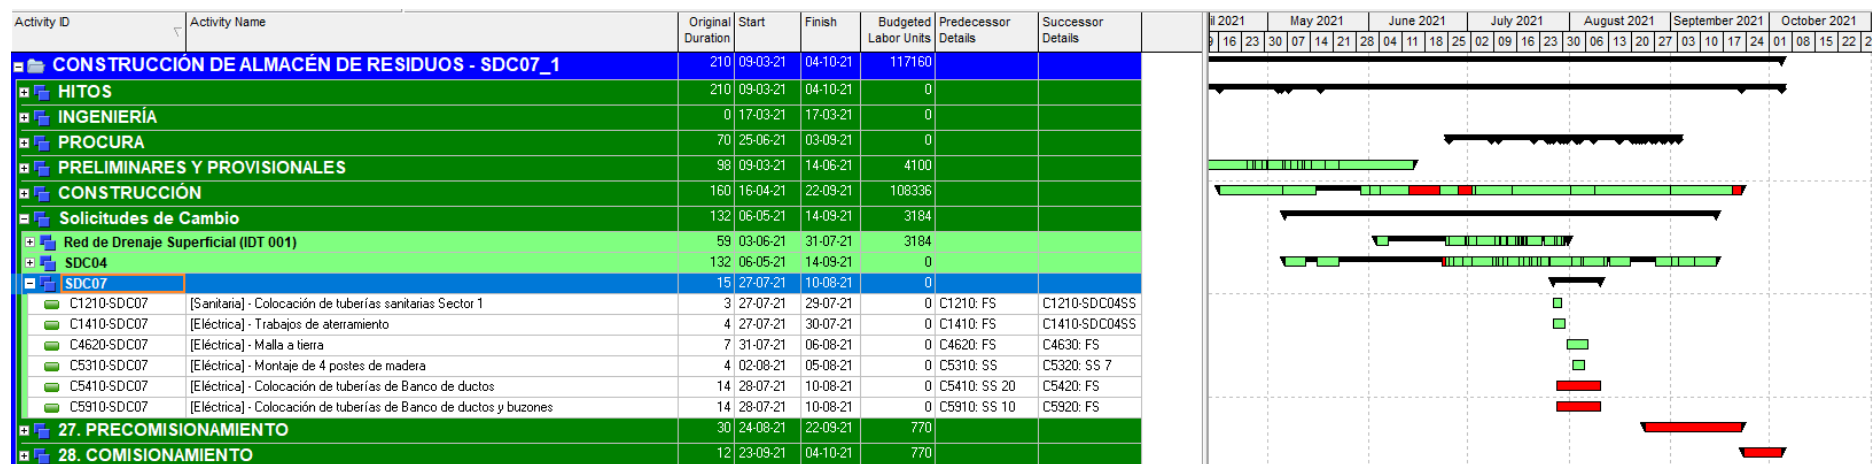 Activity ID Activity Name Original Duration Start Finish Budgeted Labor Units Predecessor Details Successor Details
il 2021 May 2021 June 2021 July 2021 August 2021 September 2021 October 2021
16 23 30 07 14 21 28 04 11 18 25 02 09 16 23 30 06 13 20 27 03 10 17 24 01 08 15 22 2
CONSTRUCCIÓN DE ALMACÉN DE RESIDUOS - SDC07_1 210 09-03-21 04-10-21 117160
HITOS 210 09-03-21 04-10-21 0
INGENIERÍA 0 17-03-21 17-03-21 0
PROCURA 70 25-06-21 03-09-21 0
PRELIMINARES Y PROVISIONALES 98 09-03-21 14-06-21 4100
CONSTRUCCIÓN 160 16-04-21 22-09-21 108336
Solicitudes de Cambio 132 06-05-21 14-09-21 3184
Red de Drenaje Superficial (IDT 001) 59 03-06-21 31-07-21 3184
SDC04 132 06-05-21 14-09-21 0
SDC07 15 27-07-21 10-08-21 0
C1210-SDC07 [Sanitaria] - Colocación de tuberías sanitarias Sector 1 3 27-07-21 29-07-21 0 C1210: FS C1210-SDC04SS
C1410-SDC07 [Eléctrica] - Trabajos de aterramiento 4 27-07-21 30-07-21 0 C1410: FS C1410-SDC04SS
C4620-SDC07 [Eléctrica] - Malla a tierra 7 31-07-21 06-08-21 0 C4620: FS C4630: FS
C5310-SDC07 [Eléctrica] - Montaje de 4 postes de madera 4 02-08-21 05-08-21 0 C5310: SS C5320: SS 7
C5410-SDC07 [Eléctrica] - Colocación de tuberías de Banco de ductos 14 28-07-21 10-08-21 0 C5410: SS 20 C5420: FS
C5910-SDC07 [Eléctrica] - Colocación de tuberías de Banco de ductos y buzones 14 28-07-21 10-08-21 0 C5910: SS 10 C5920: FS
27. PRECOMISIONAMIENTO 30 24-08-21 22-09-21 770
28. COMISIONAMIENTO 12 23-09-21 04-10-21 770